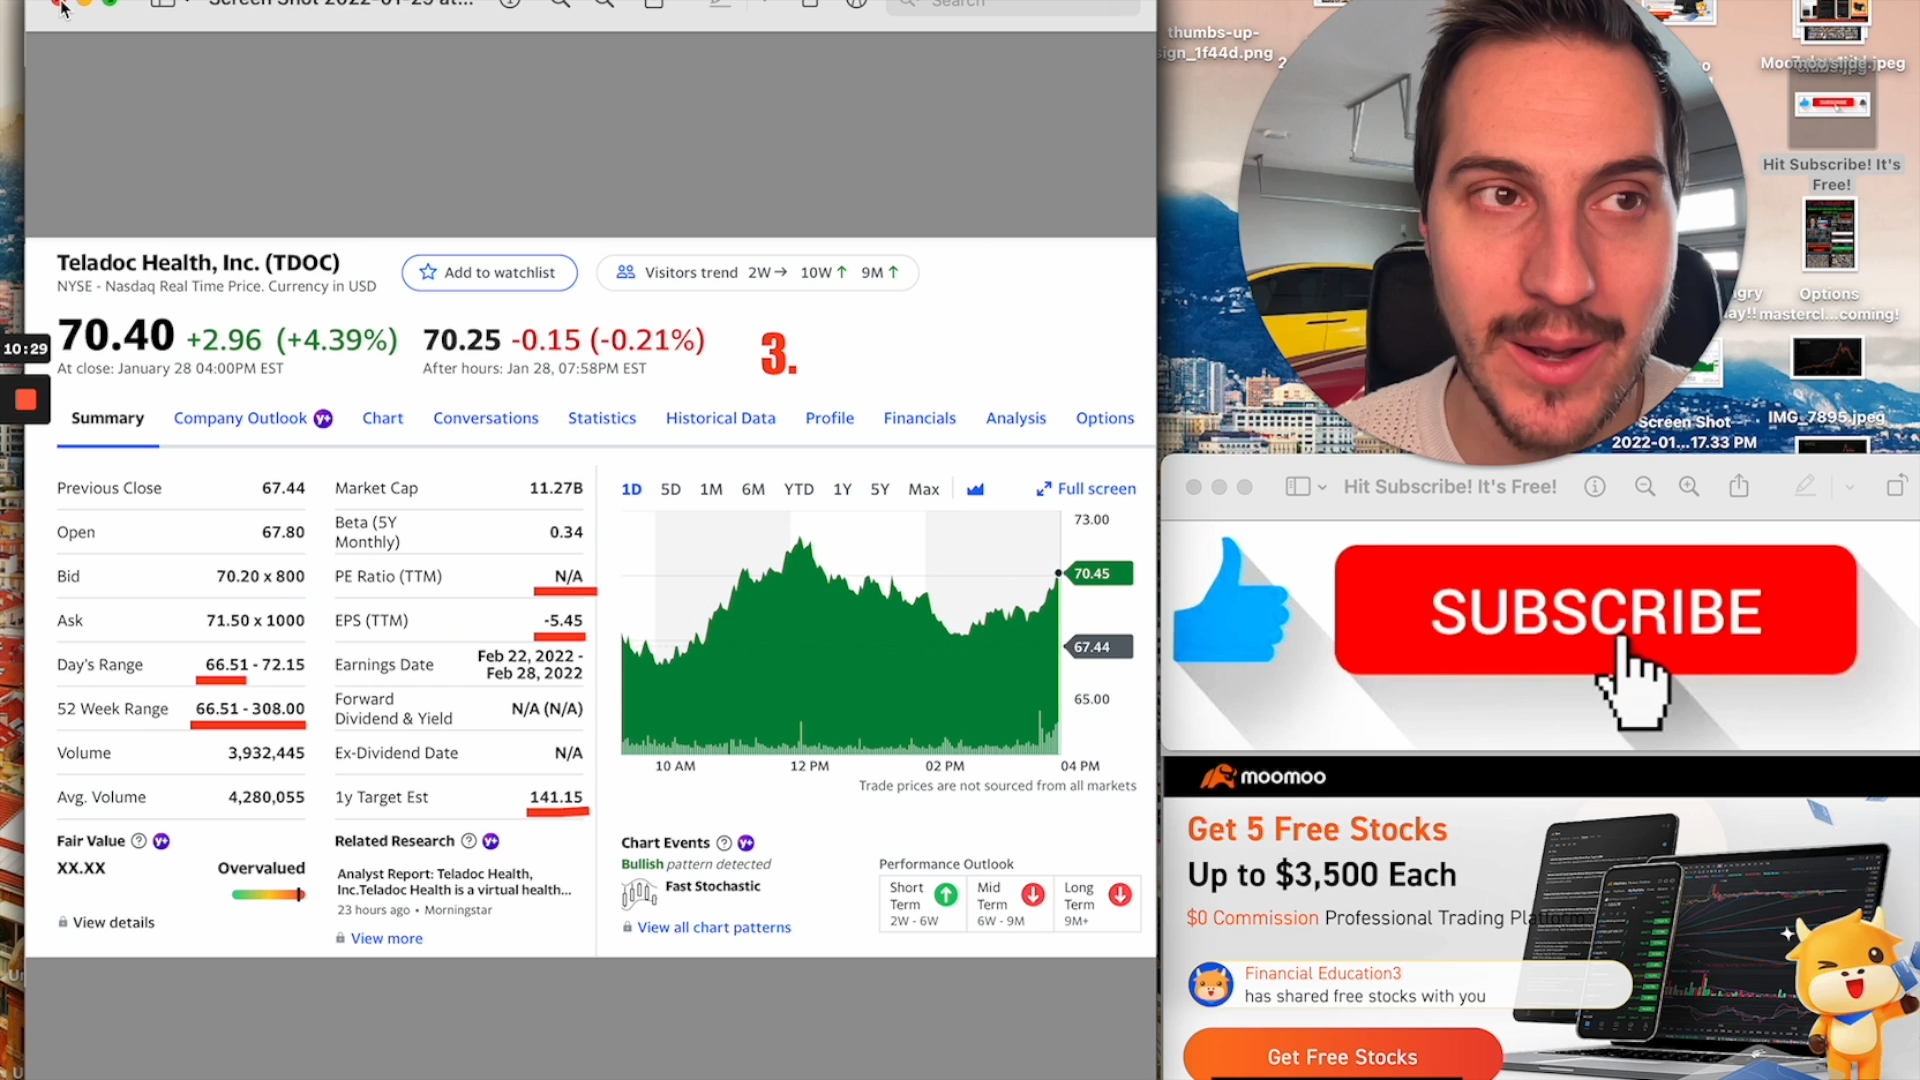 Screen Shot 2022-01-29 at...
Search
Teladoc Health, Inc. (TDOC)
NYSE - Nasdaq Real Time Price. Currency in USD
Add to watchlist
Visitors trend 2W→ 10W↑ 9M↑
70.40 +2.96 (+4.39%)
At close: January 28 04:00PM EST
70.25 -0.15 (-0.21%)
After hours: Jan 28, 07:58PM EST
3.
10:29
Summary Company Outlook Y+ Chart Conversations Statistics Historical Data Profile Financials Analysis Options
Previous Close 67.44
Open 67.80
Bid 70.20 x 800
Ask 71.50 x 1000
Day's Range 66.51 - 72.15
52 Week Range 66.51 - 308.00
Volume 3,932,445
Avg. Volume 4,280,055
Market Cap 11.27B
Beta (5Y
Monthly) 0.34
PE Ratio (TTM) N/A
EPS (TTM) -5.45
Earnings Date Feb 22, 2022 -
Feb 28, 2022
Forward
Dividend & Yield N/A (N/A)
Ex-Dividend Date N/A
1y Target Est 141.15
1D 5D 1M 6M YTD 1Y 5Y Max Full screen
73.00
70.45
67.44
65.00
10 AM 12 PM 02 PM 04 PM
Trade prices are not sourced from all markets
Fair Value ? Y+
XX.XX Overvalued
View details
Related Research ? Y+
Analyst Report: Teladoc Health,
Inc.Teladoc Health is a virtual health...
23 hours ago • Morningstar
View more
Chart Events ? Y+
Bullish pattern detected
Fast Stochastic
View all chart patterns
Performance Outlook
Short
Term
2W - 6W
Mid
Term
6W - 9M
Long
Term
9M+
thumbs-up-
sign_1f44d.png
Hit Subscribe! It's
Free!
Options
mastercl...coming!
IMG_7895.jpeg
Screen Shot
2022-01...17.33 PM
Hit Subscribe! It's Free!
SUBSCRIBE
moomoo
Get 5 Free Stocks
Up to $3,500 Each
$0 Commission Professional Trading Platform
Financial Education3
has shared free stocks with you
Get Free Stocks